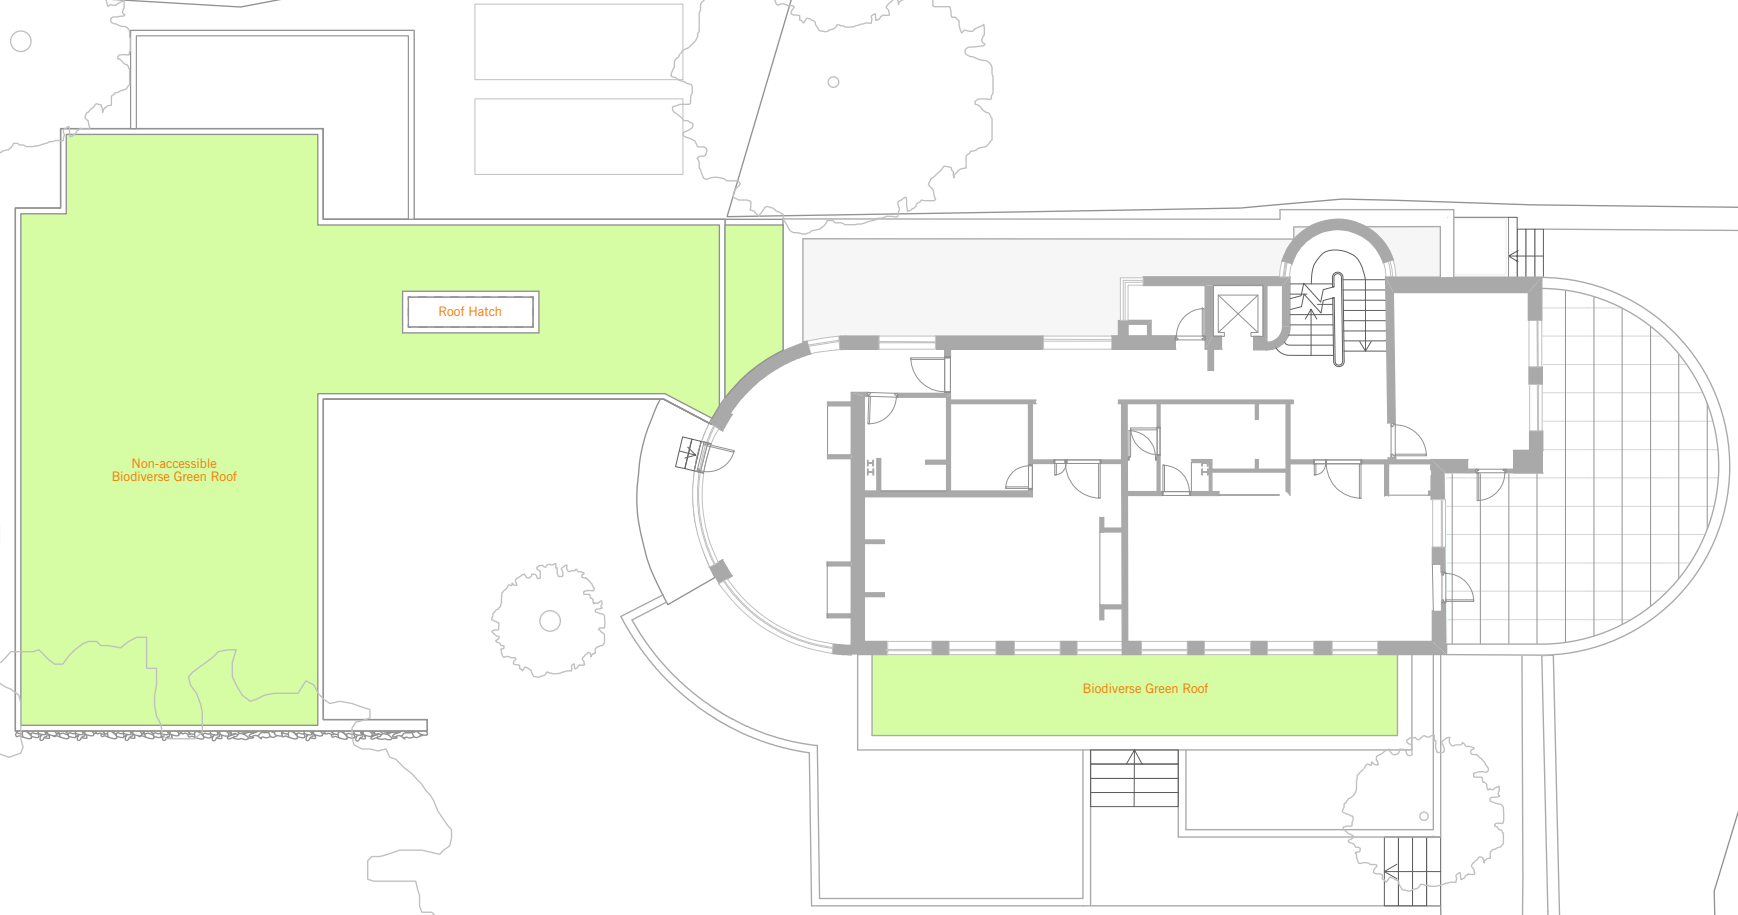 Roof Hatch
Non-accessible
Biodiverse Green Roof
Biodiverse Green Roof